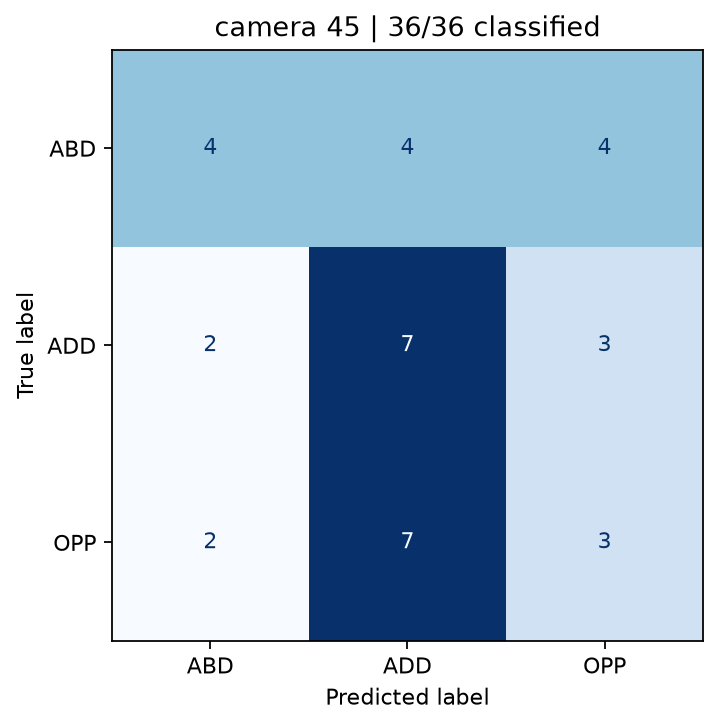 camera 45 | 36/36 classified
ABD
4 4 4
True label
ADD
2 7 3
OPP
2 7 3
ABD ADD OPP
Predicted label